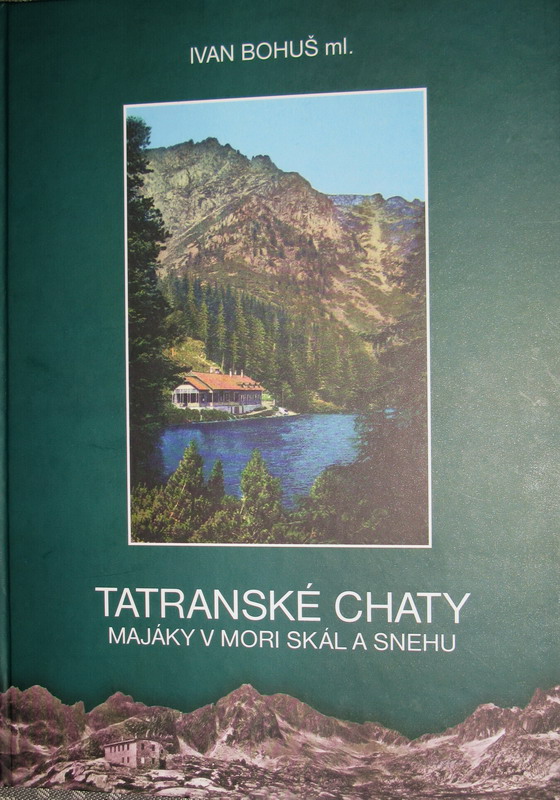 IVAN BOHUŠ ml.
TATRANSKÉ CHATY
MAJÁKY V MORI SKÁL A SNEHU